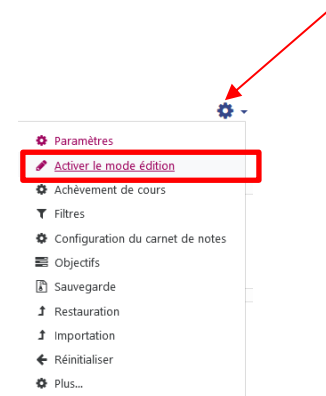 Paramètres
Activer le mode édition
Achèvement de cours
Filtres
Configuration du carnet de notes
Objectifs
Sauvegarde
Restauration
Importation
Réinitialiser
Plus...